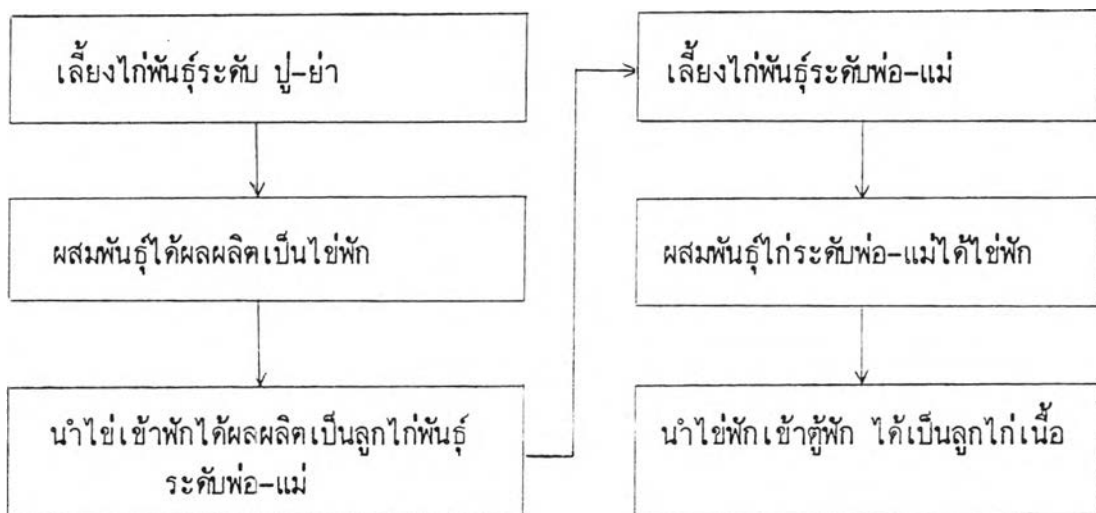 เลี้ยงไก่พันธุ์ระดับ ปู่-ย่า
ผสมพันธุ์ได้ผลผลิตเป็นไข่พัก
นำไข่เข้าพักได้ผลผลิตเป็นลูกไก่พันธุ์
ระดับพ่อ-แม่
เลี้ยงไก่พันธุ์ระดับพ่อ-แม่
ผสมพันธุ์ไก่ระดับพ่อ-แม่ได้ไข่พัก
นำไข่พักเข้าตู้พัก ได้เป็นลูกไก่เนื้อ